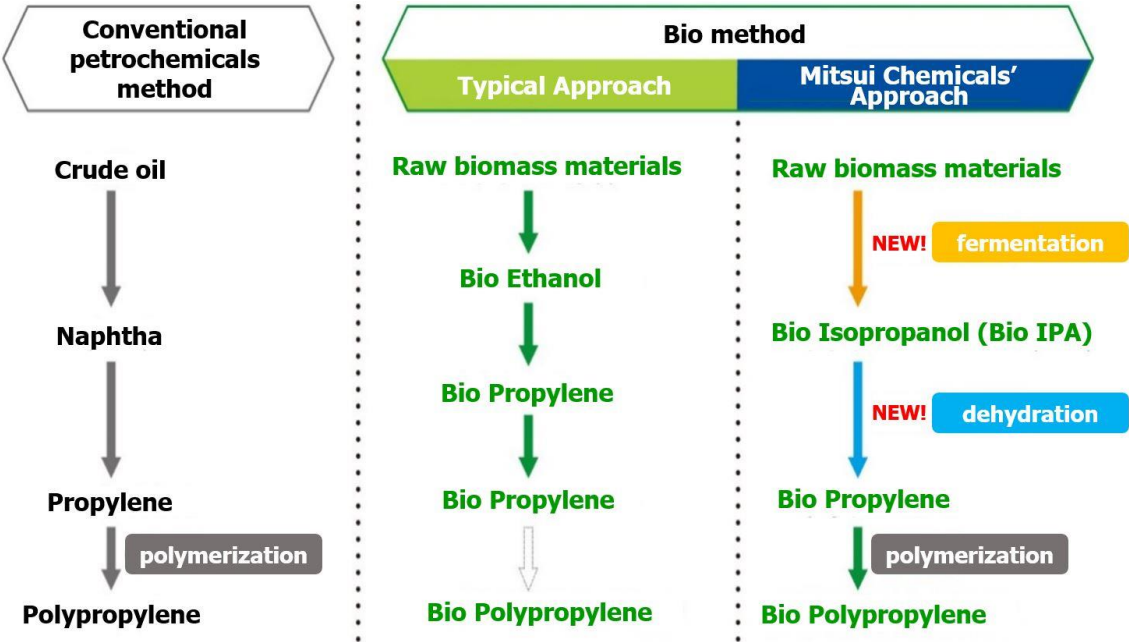 Conventional
petrochemicals
method
Bio method
Typical Approach
Mitsui Chemicals’
Approach
Crude oil
Naphtha
Propylene
polymerization
Polypropylene
Raw biomass materials
Bio Ethanol
Bio Propylene
Bio Propylene
Bio Polypropylene
Raw biomass materials
NEW! fermentation
Bio Isopropanol (Bio IPA)
NEW! dehydration
Bio Propylene
polymerization
Bio Polypropylene